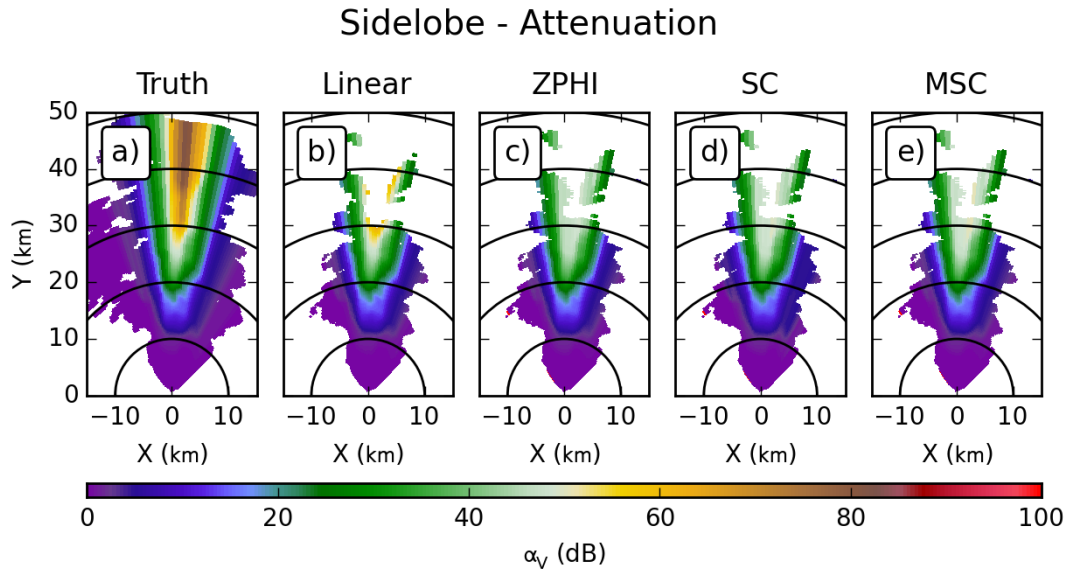 Sidelobe - Attenuation
Truth Linear ZPHI SC MSC
a) b) c) d) e)
50
40
30
20
10
0
Y (km)
−10 0 10 −10 0 10 −10 0 10 −10 0 10 −10 0 10
X (km) X (km) X (km) X (km) X (km)
0 20 40 60 80 100
αV (dB)